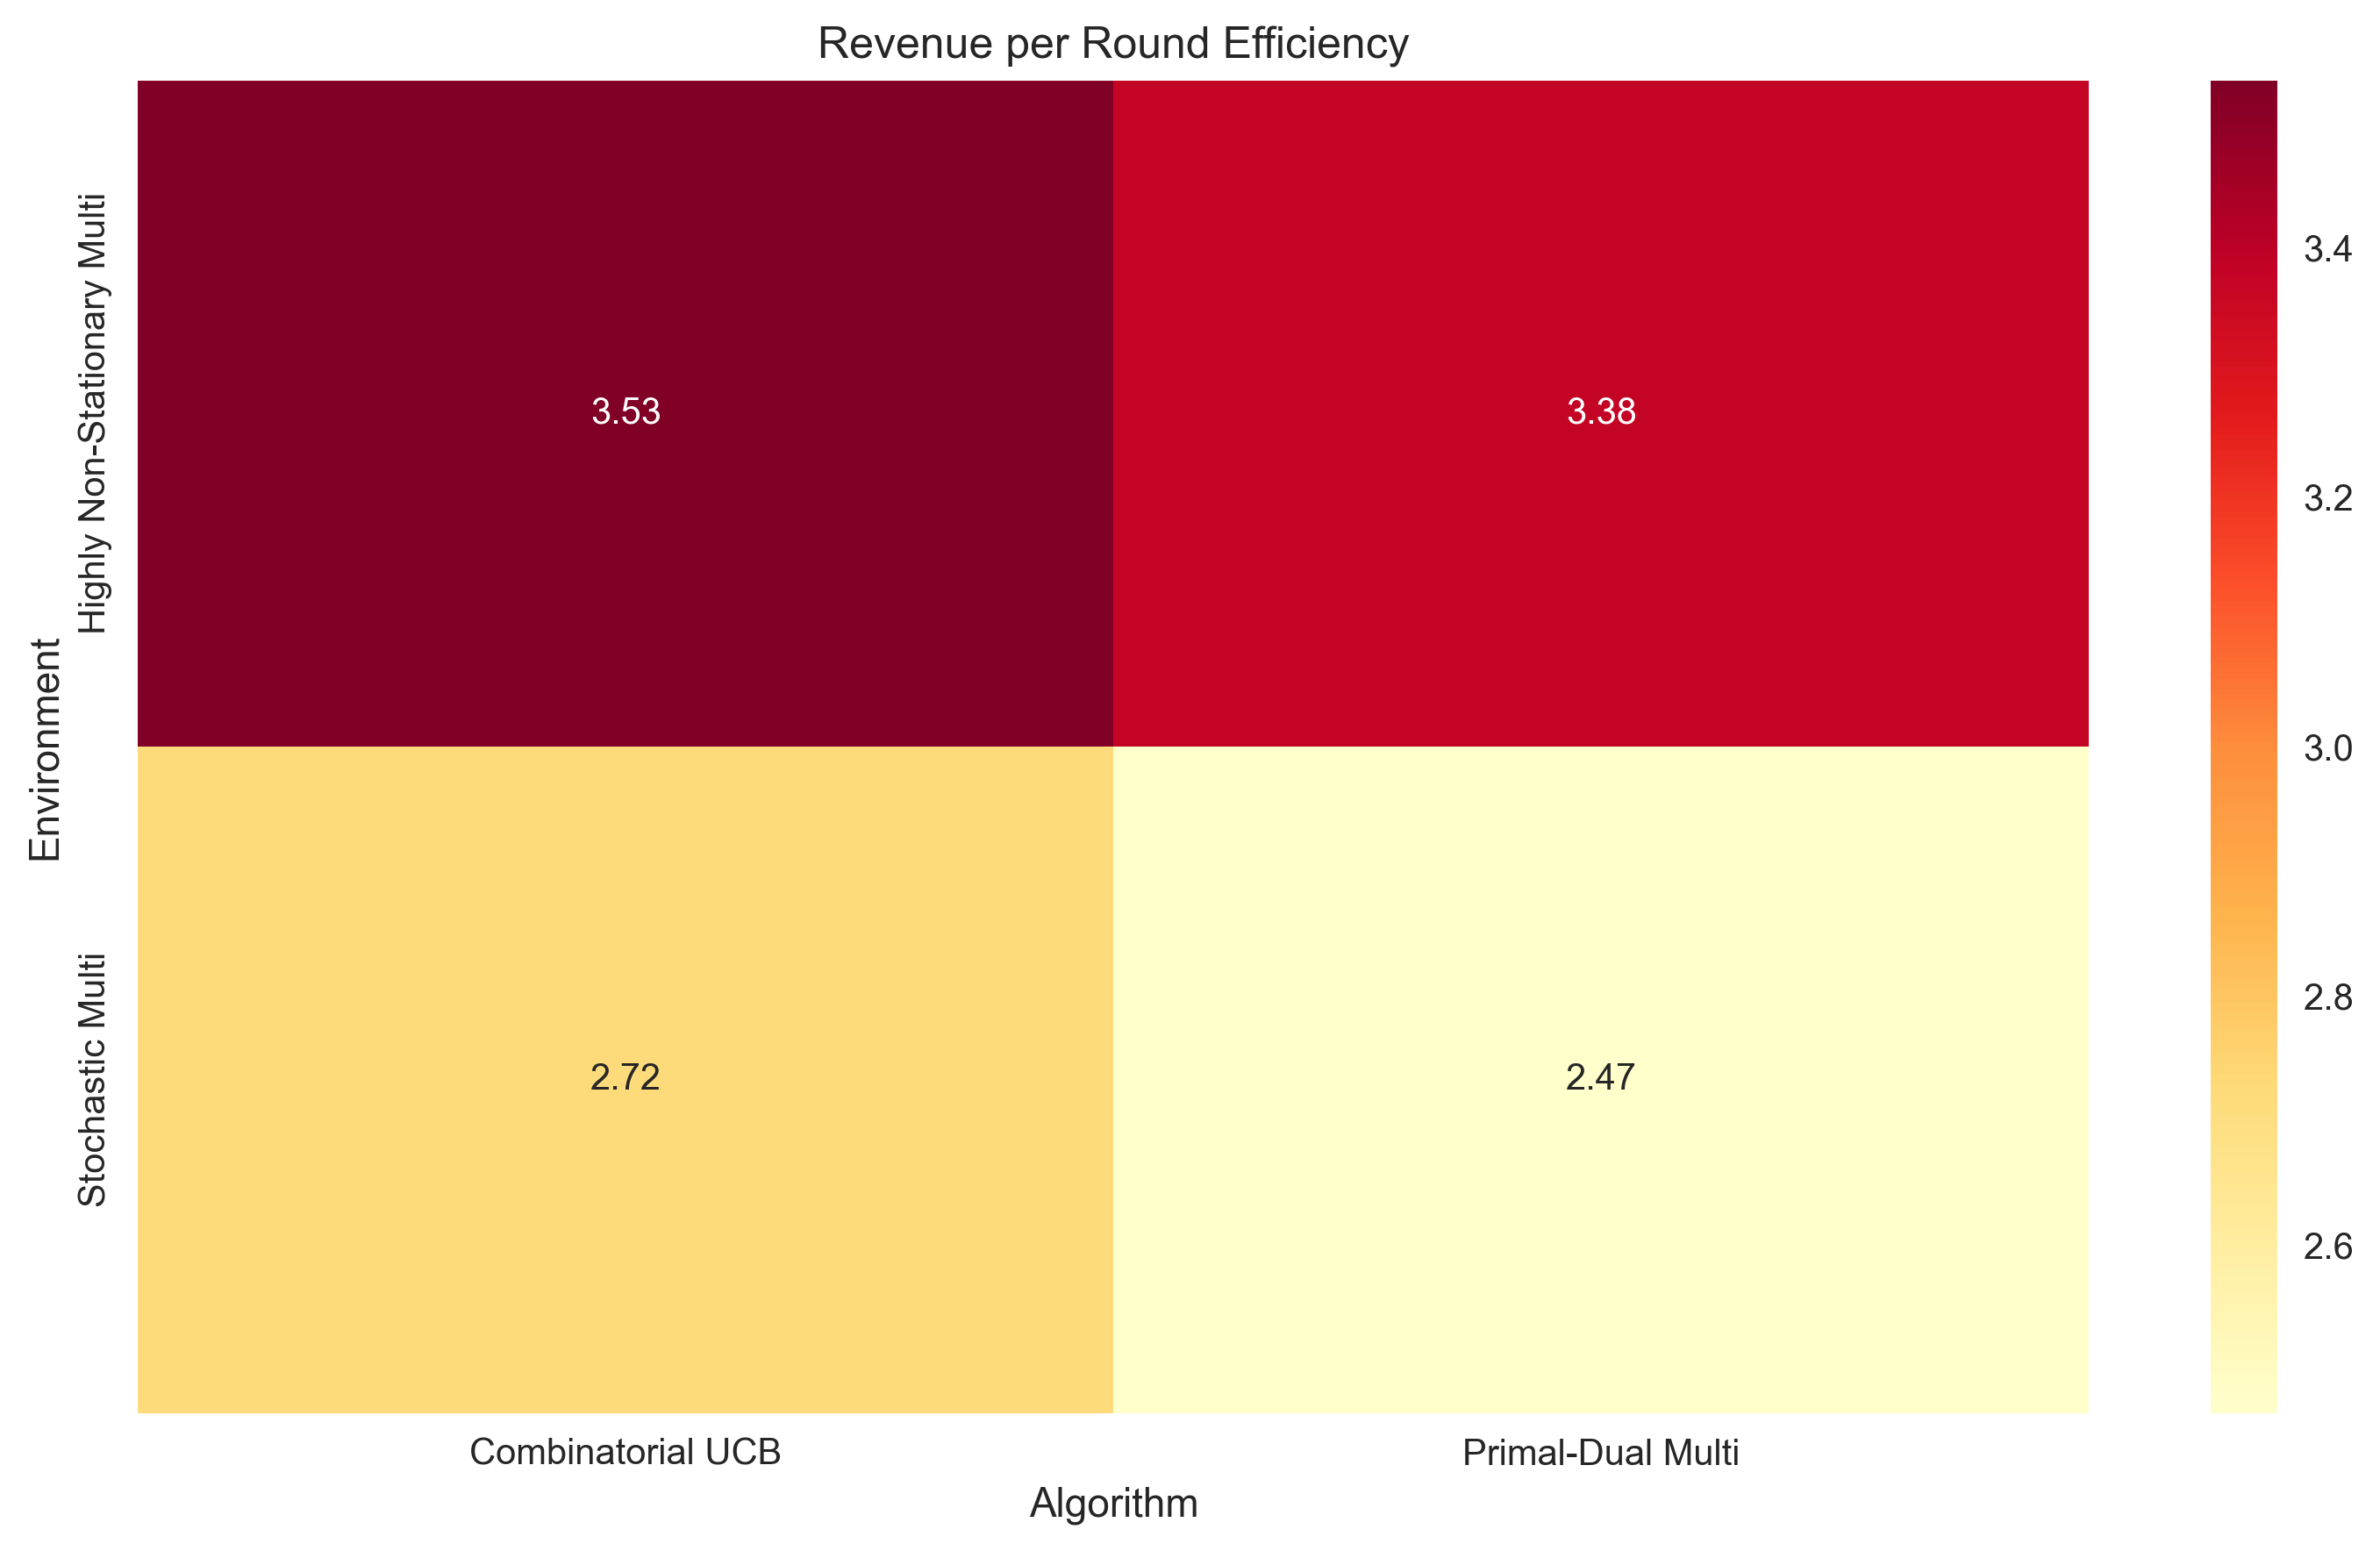 Revenue per Round Efficiency
Environment
Highly Non-Stationary Multi
Stochastic Multi
3.53
3.38
2.72
2.47
Combinatorial UCB
Primal-Dual Multi
Algorithm
3.4
3.2
3.0
2.8
2.6